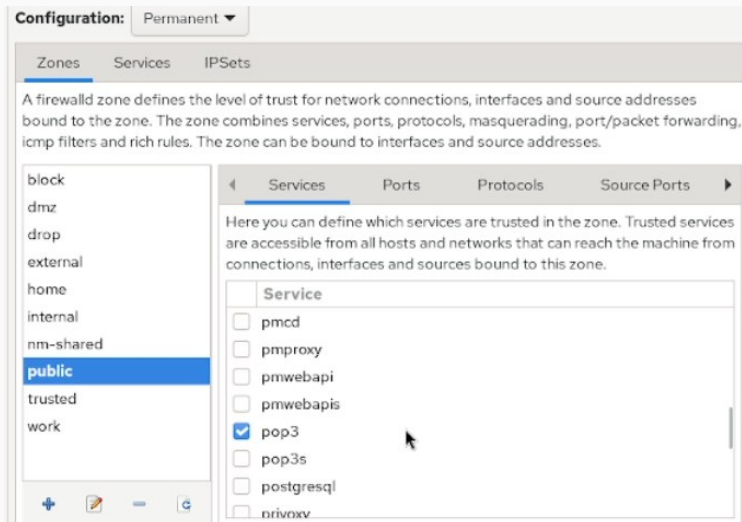 Configuration: Permanent
Zones Services IPSets
A firewalld zone defines the level of trust for network connections, interfaces and source addresses
bound to the zone. The zone combines services, ports, protocols, masquerading, port/packet forwarding,
icmp filters and rich rules. The zone can be bound to interfaces and source addresses.
block
dmz
drop
external
home
internal
nm-shared
public
trusted
work
Services Ports Protocols Source Ports
Here you can define which services are trusted in the zone. Trusted services
are accessible from all hosts and networks that can reach the machine from
connections, interfaces and sources bound to this zone.
Service
pmcd
pmproxy
pmwebapi
pmwebapis
pop3
pop3s
postgresql
privoxy